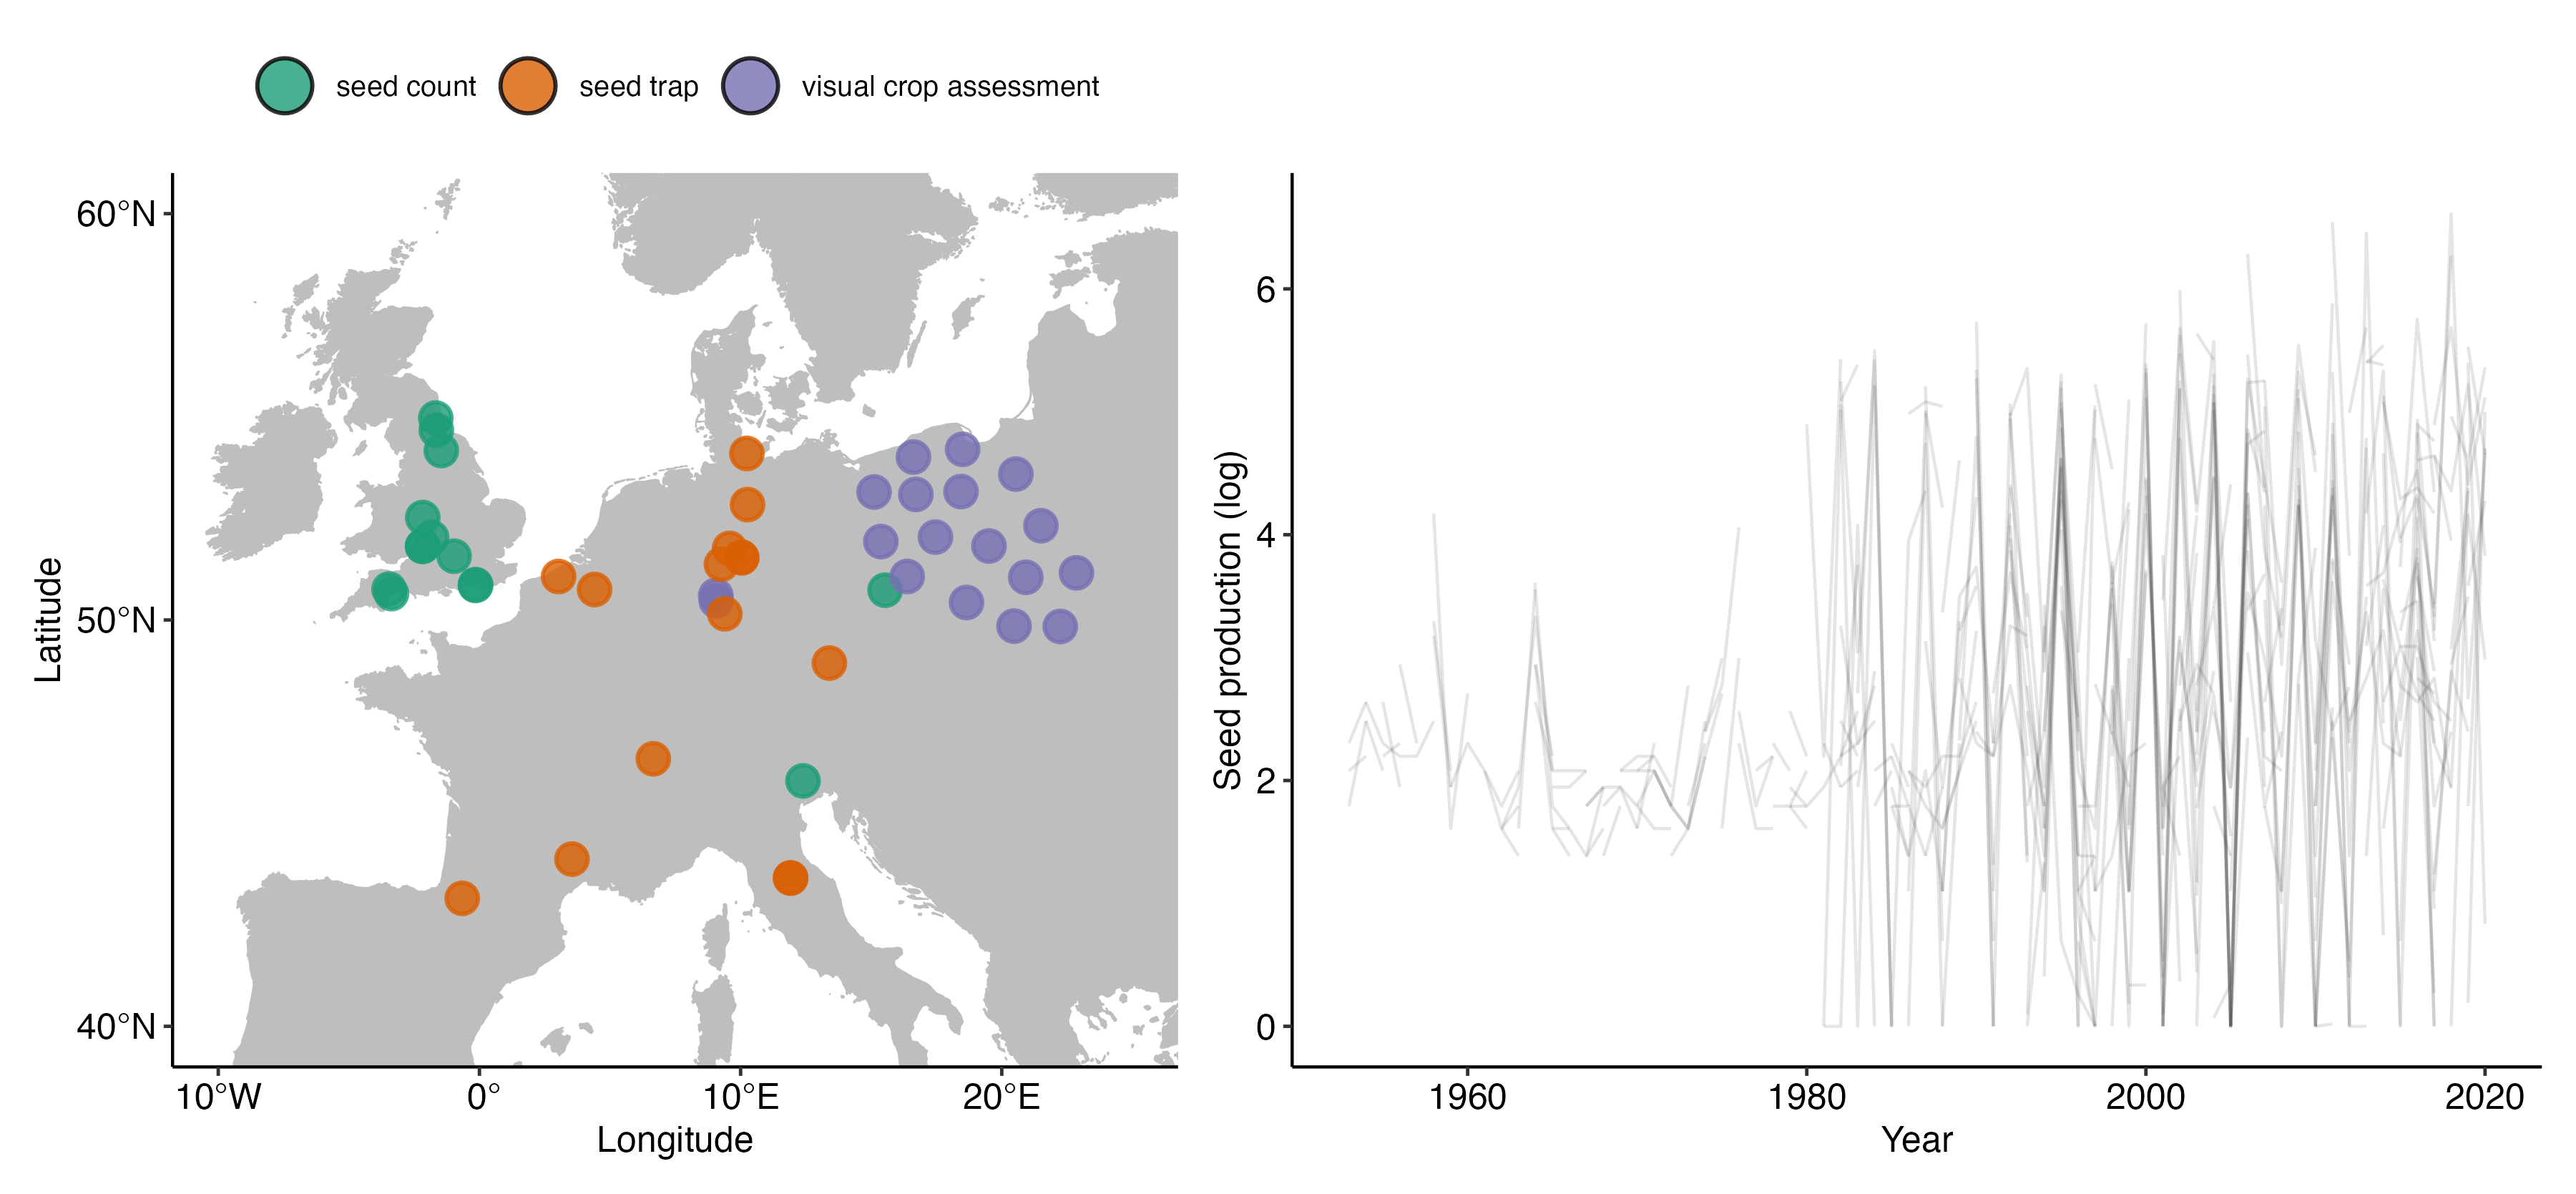 seed count seed trap visual crop assessment
60°N
50°N
40°N
Latitude
10°W 0° 10°E 20°E
Longitude
6
4
2
0
Seed production (log)
1960 1980 2000 2020
Year